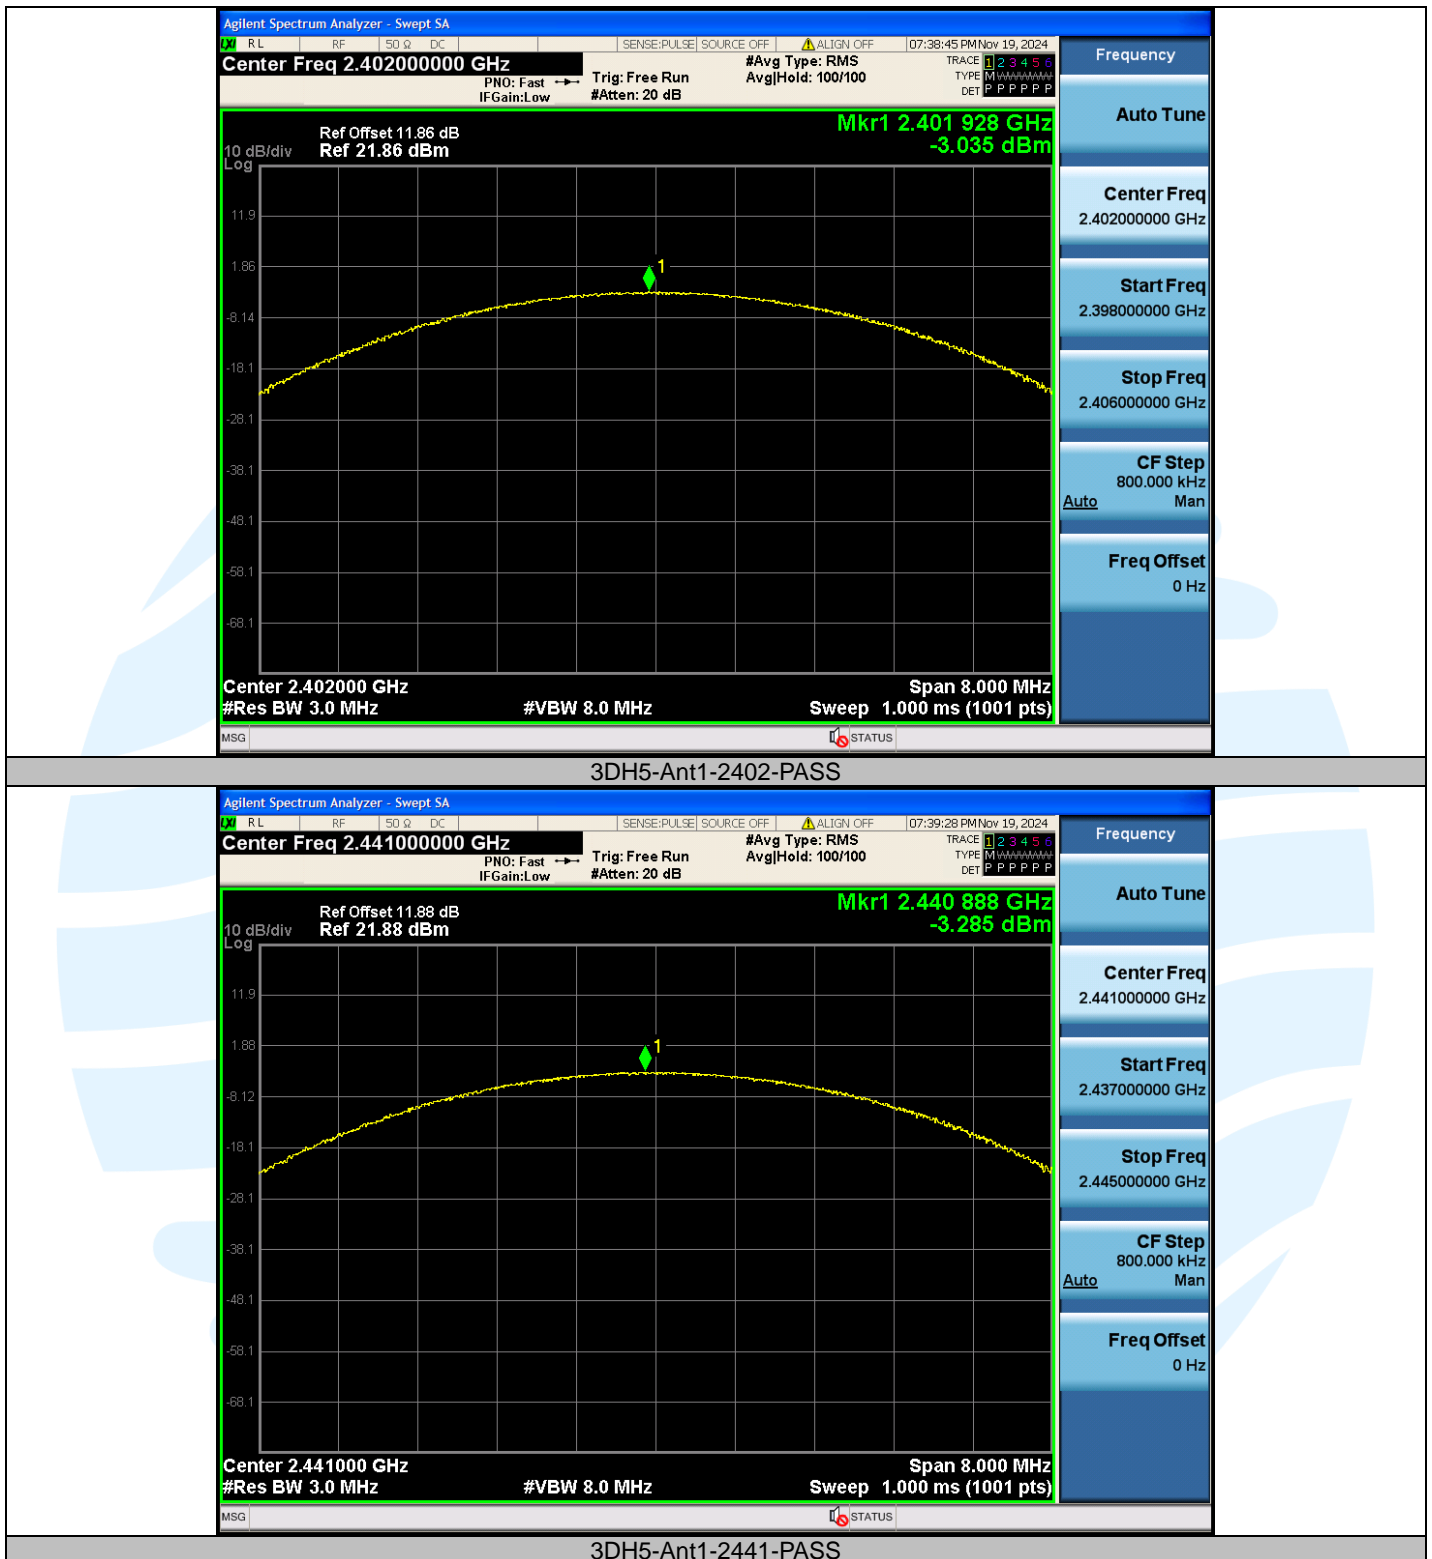 Agilent Spectrum Analyzer - Swept SA
LXI RL RF 50 Ω DC SENSE:PULSE SOURCE OFF ALIGN OFF 07:38:45 PM Nov 19, 2024
Center Freq 2.402000000 GHz
PNO: Fast
IFGain:Low
Trig: Free Run
#Atten: 20 dB
#Avg Type: RMS
Avg|Hold: 100/100
TRACE 1 2 3 4 5 6
TYPE M W W W W W
DET P P P P P P
Ref Offset 11.86 dB
10 dB/div Ref 21.86 dBm
Log
Mkr1 2.401 928 GHz
-3.035 dBm
11.9
1.86
-8.14
-18.1
-28.1
-38.1
-48.1
-58.1
-68.1
1
Center 2.402000 GHz Span 8.000 MHz
#Res BW 3.0 MHz #VBW 8.0 MHz Sweep 1.000 ms (1001 pts)
MSG STATUS
Frequency
Auto Tune
Center Freq
2.402000000 GHz
Start Freq
2.398000000 GHz
Stop Freq
2.406000000 GHz
CF Step
800.000 kHz
Auto Man
Freq Offset
0 Hz
3DH5-Ant1-2402-PASS
Agilent Spectrum Analyzer - Swept SA
LXI RL RF 50 Ω DC SENSE:PULSE SOURCE OFF ALIGN OFF 07:39:28 PM Nov 19, 2024
Center Freq 2.441000000 GHz
PNO: Fast
IFGain:Low
Trig: Free Run
#Atten: 20 dB
#Avg Type: RMS
Avg|Hold: 100/100
TRACE 1 2 3 4 5 6
TYPE M W W W W W
DET P P P P P P
Ref Offset 11.88 dB
10 dB/div Ref 21.88 dBm
Log
Mkr1 2.440 888 GHz
-3.285 dBm
11.9
1.88
-8.12
-18.1
-28.1
-38.1
-48.1
-58.1
-68.1
1
Center 2.441000 GHz Span 8.000 MHz
#Res BW 3.0 MHz #VBW 8.0 MHz Sweep 1.000 ms (1001 pts)
MSG STATUS
Frequency
Auto Tune
Center Freq
2.441000000 GHz
Start Freq
2.437000000 GHz
Stop Freq
2.445000000 GHz
CF Step
800.000 kHz
Auto Man
Freq Offset
0 Hz
3DH5-Ant1-2441-PASS